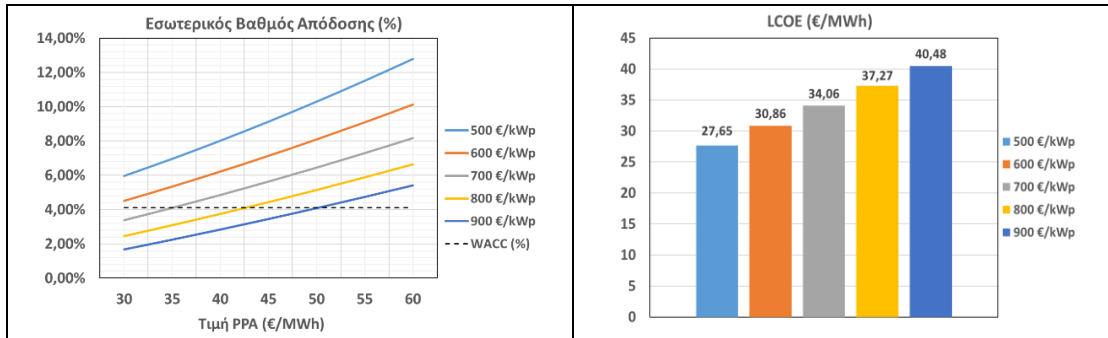 Εσωτερικός Βαθμός Απόδοσης (%)
14,00%
12,00%
10,00%
8,00%
6,00%
4,00%
2,00%
0,00%
30 35 40 45 50 55 60
Τιμή PPA (€/MWh)
500 €/kWp
600 €/kWp
700 €/kWp
800 €/kWp
900 €/kWp
WACC (%)
LCOE (€/MWh)
45
40
35
30
25
20
15
10
5
0
27,65
30,86
34,06
37,27
40,48
500 €/kWp
600 €/kWp
700 €/kWp
800 €/kWp
900 €/kWp